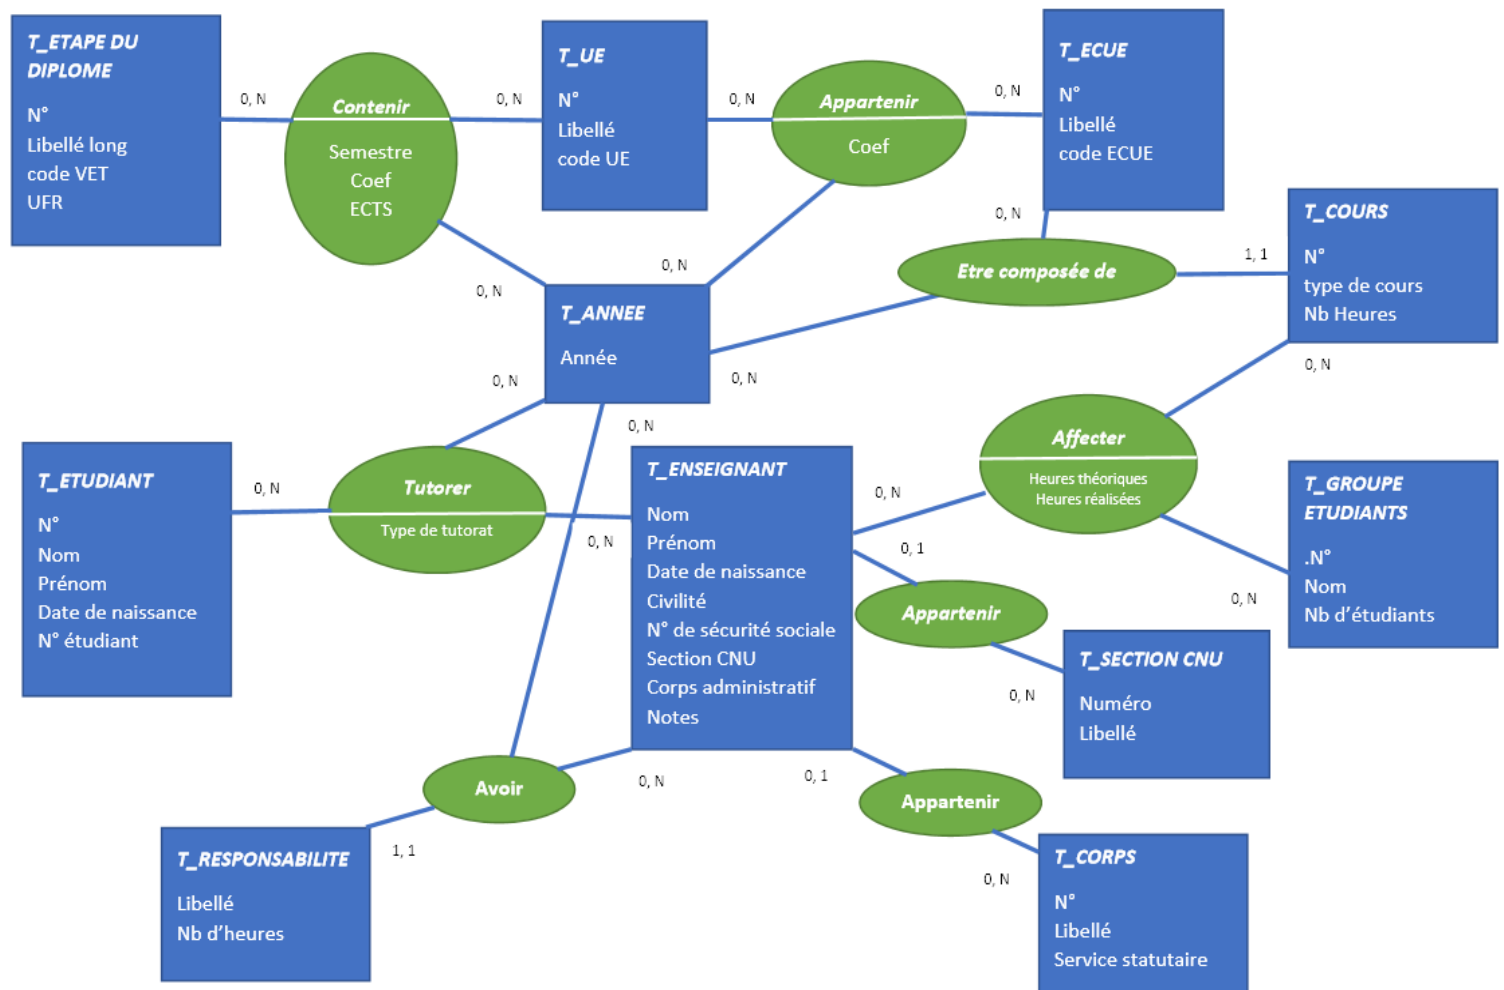 T_ETAPE DU
DIPLOME
N°
Libellé long
code VET
UFR
0, N
Contenir
Semestre
Coef
ECTS
0, N
T_UE
N°
Libellé
code UE
0, N
Appartenir
Coef
0, N
T_ECUE
N°
Libellé
code ECUE
0, N
0, N
0, N
Etre composée de
1, 1
T_COURS
N°
type de cours
Nb Heures
T_ANNEE
Année
0, N
0, N
0, N
0, N
T_ETUDIANT
N°
Nom
Prénom
Date de naissance
N° étudiant
0, N
Tutorer
Type de tutorat
0, N
T_ENSEIGNANT
Nom
Prénom
Date de naissance
Civilité
N° de sécurité sociale
Section CNU
Corps administratif
Notes
0, N
Affecter
Heures théoriques
Heures réalisées
T_GROUPE
ETUDIANTS
.N°
Nom
Nb d'étudiants
0, N
0, 1
Appartenir
0, N
T_SECTION CNU
Numéro
Libellé
Avoir
0, N
0, 1
Appartenir
0, N
T_RESPONSABILITE
Libellé
Nb d'heures
1, 1
T_CORPS
N°
Libellé
Service statutaire